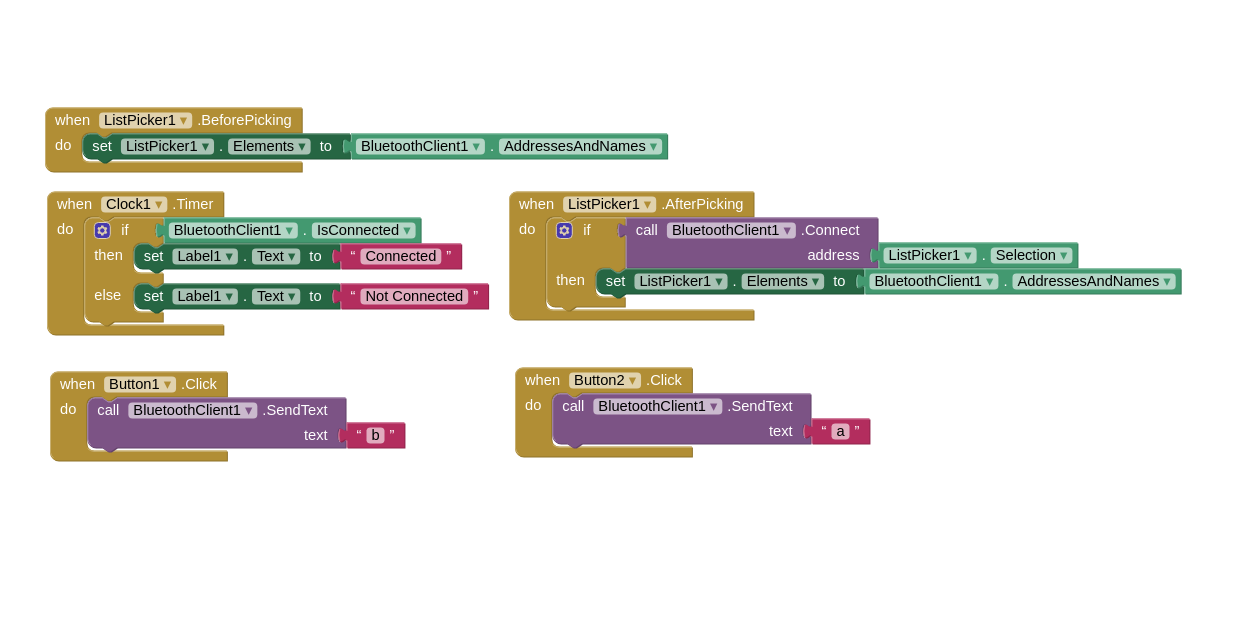 when ListPicker1 .BeforePicking
do set ListPicker1 . Elements to BluetoothClient1 . AddressesAndNames
when Clock1 .Timer
do if BluetoothClient1 . IsConnected
then set Label1 . Text to “ Connected ”
else set Label1 . Text to “ Not Connected ”
when ListPicker1 .AfterPicking
do if call BluetoothClient1 .Connect
address ListPicker1 . Selection
then set ListPicker1 . Elements to BluetoothClient1 . AddressesAndNames
when Button1 .Click
do call BluetoothClient1 .SendText
text “ b ”
when Button2 .Click
do call BluetoothClient1 .SendText
text “ a ”